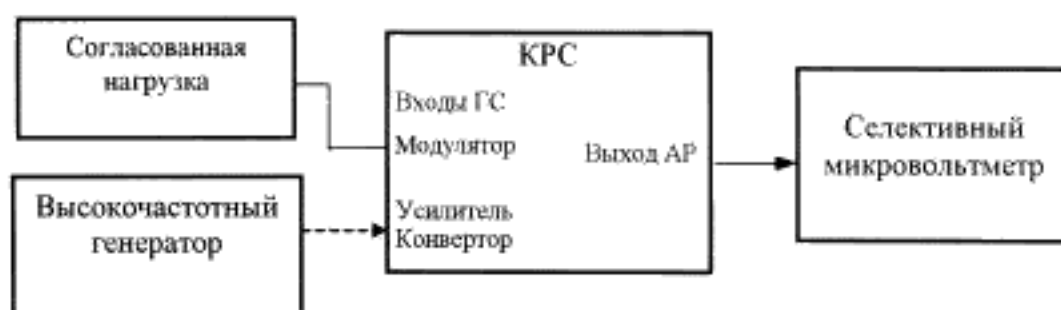 Согласованная
нагрузка
Высокочастотный
генератор
КРС
Входы ГС
Модулятор
Усилитель
Конвертор
Выход АР
Селективный
микровольтметр